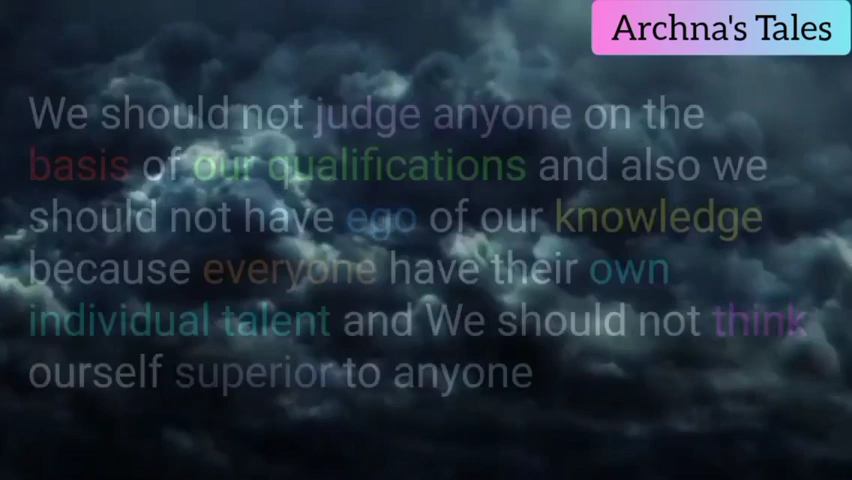 Archna's Tales
We should not judge anyone on the
basis of our qualifications and also we
should not have ego of our knowledge
because everyone have their own
individual talent and We should not think
ourself superior to anyone